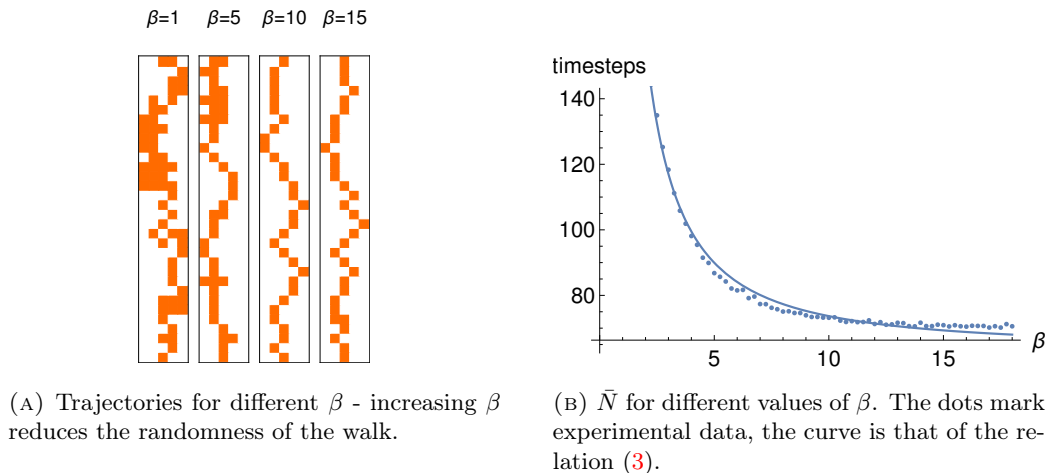 β=1 β=5 β=10 β=15
timesteps
140
120
100
80
5 10 15 β
(A) Trajectories for different β - increasing β
reduces the randomness of the walk.
(B) N̄ for different values of β. The dots mark
experimental data, the curve is that of the re-
lation (3).